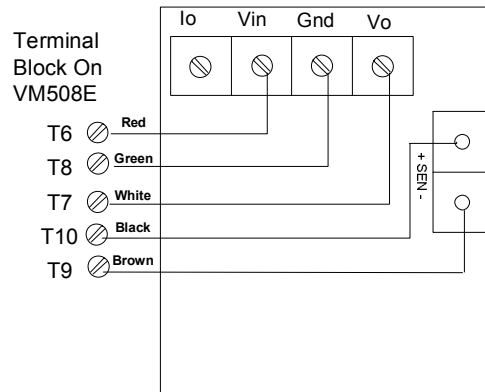 Io Vin Gnd Vo
Terminal
Block On
VM508E
T6 Red
T8 Green
T7 White
T10 Black
T9 Brown
+ SEN -